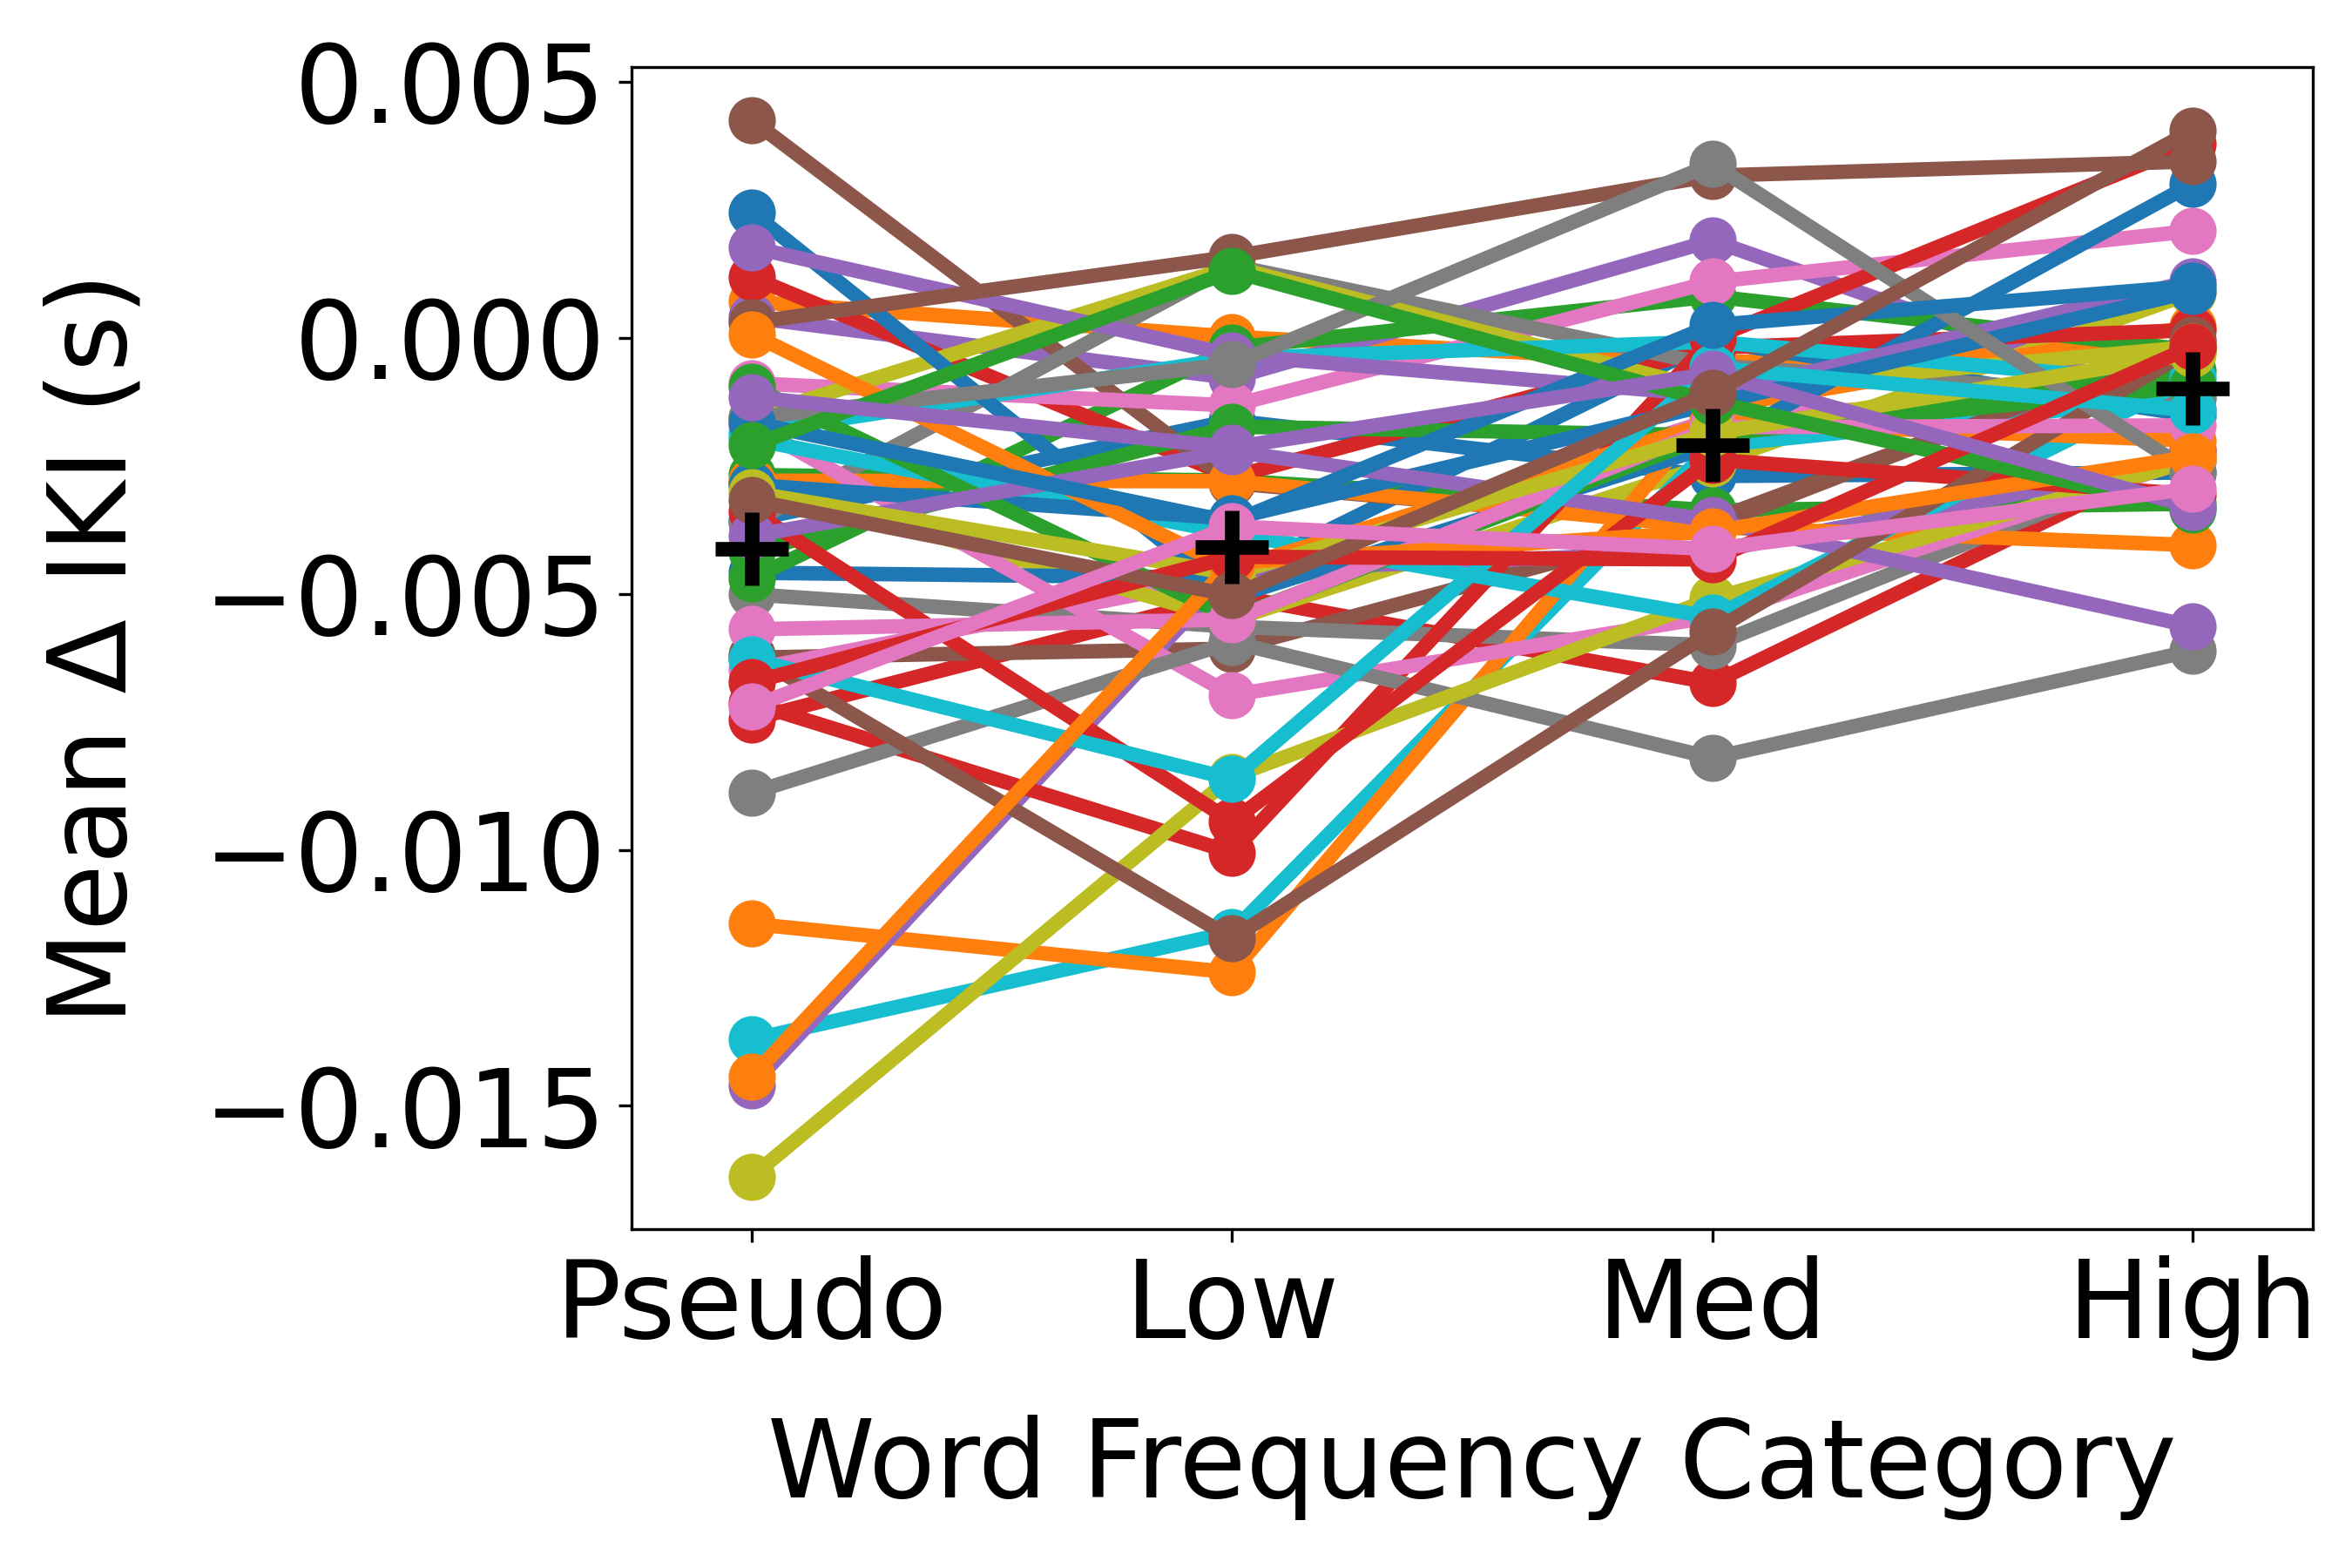 Mean Δ IKI (s)
0.005
0.000
−0.005
−0.010
−0.015
Pseudo Low Med High
Word Frequency Category